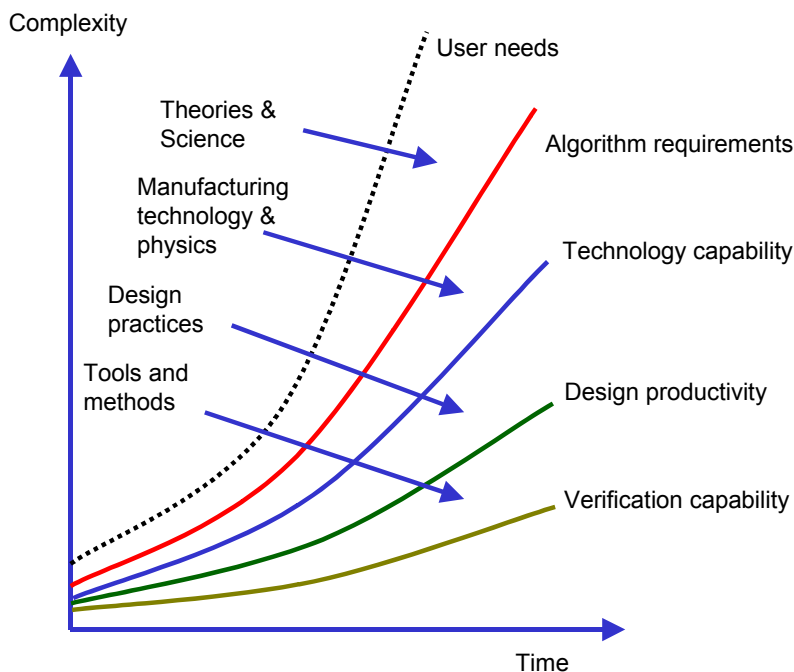 Complexity
User needs
Theories &
Science
Algorithm requirements
Manufacturing
technology &
physics
Technology capability
Design
practices
Tools and
methods
Design productivity
Verification capability
Time